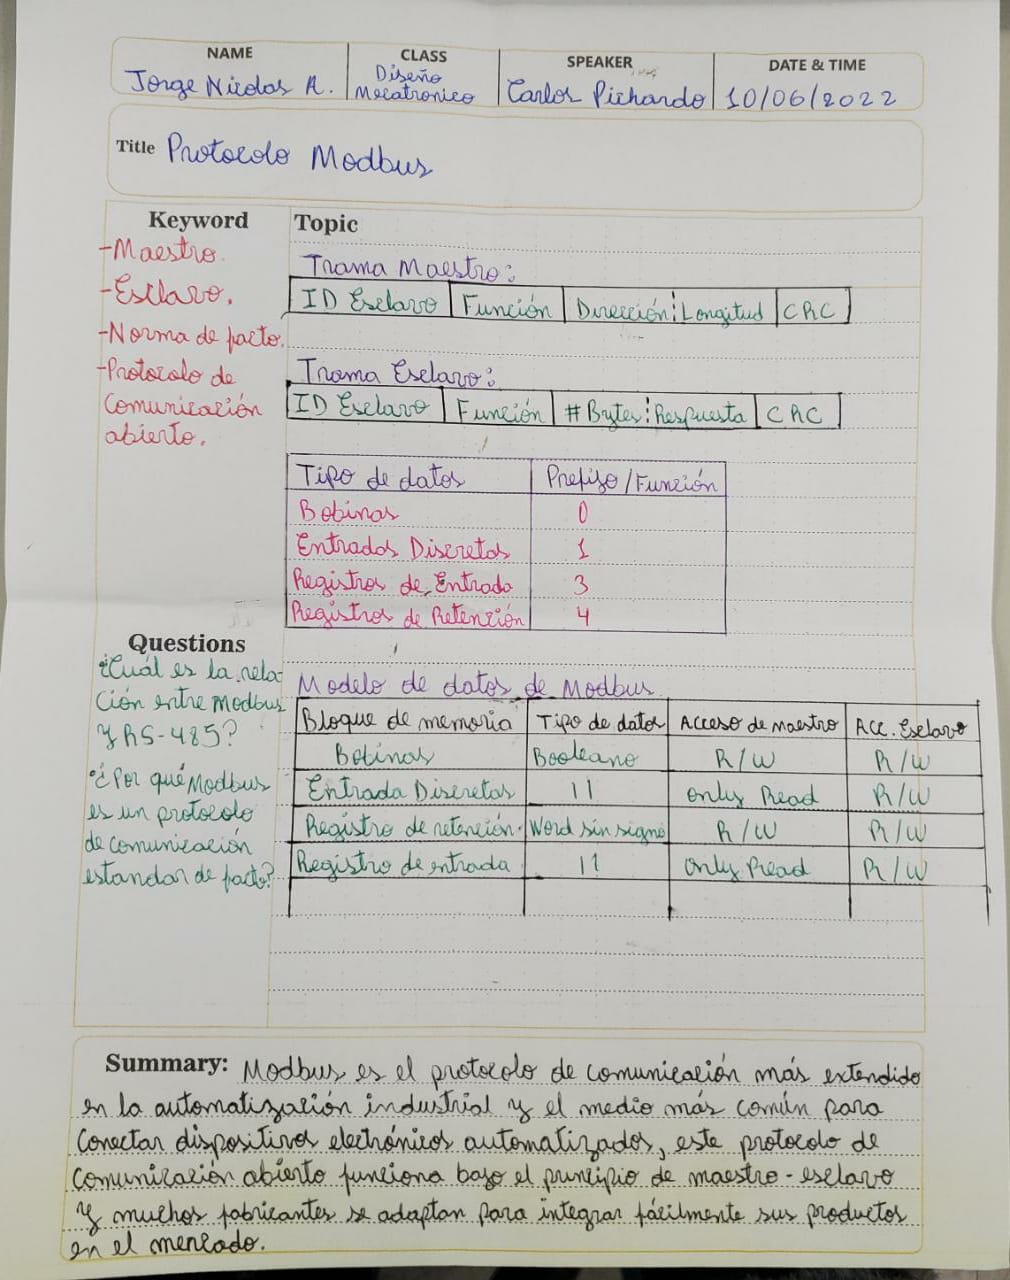 NAME CLASS SPEAKER DATE & TIME
Jorge Nicolas R. Diseño Mecatronico Carlos Pichardo 10/06/2022
Title Protocolo Modbus
Keyword
- Maestro.
- Esclavo.
- Norma de facto.
- Protocolo de
comunicación
abierto.
Topic
Trama Maestro:
ID Esclavo Función Dirección Longitud CRC
Trama Esclavo:
ID Esclavo Función #Bytes Respuesta CRC
Tipo de datos Prefijo/Función
Bobinas 0
Entradas Discretas 1
Registros de Entrada 3
Registros de Retención 4
Questions
¿Cuál es la rela-
ción entre Modbus
y RS-485?
• ¿Por qué Modbus
es un protocolo
de comunicación
estandar de facto?
Modelo de datos de Modbus
Bloque de memoria Tipo de datos Acceso de maestro Acc. Esclavo
Bobinas Booleano R/W R/W
Entrada Discretas 11 only Read R/W
Registro de retención. Word sin signo R/W R/W
Registro de entrada 11 only Read R/W
Summary: Modbus es el protocolo de comunicación más extendido
en la automatización industrial y el medio más común para
conectar dispositivos electrónicos automatizados, este protocolo de
comunicación abierto funciona bajo el principio de maestro-esclavo
y muchos fabricantes se adaptan para integrar fácilmente sus productos
en el mercado.